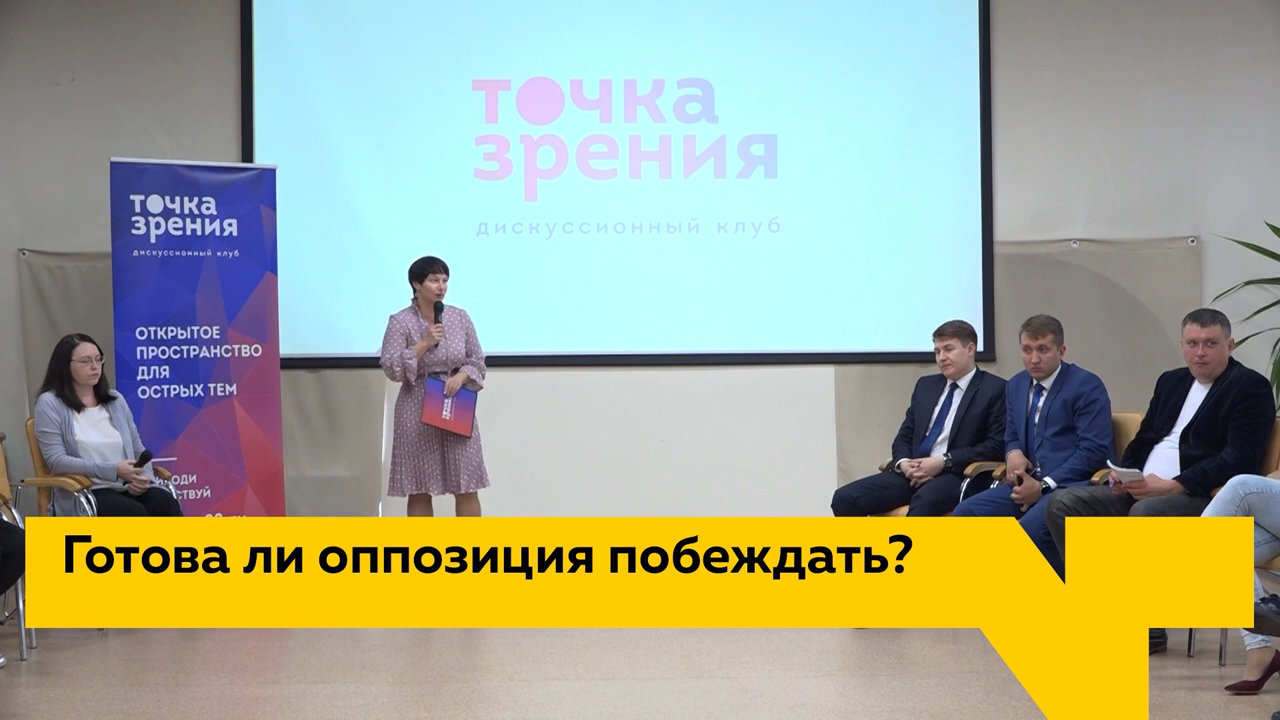 точка
зрения
дискуссионный клуб
точка
зрения
дискуссионный клуб
ОТКРЫТОЕ
ПРОСТРАНСТВО
ДЛЯ
ОСТРЫХ ТЕМ
Готова ли оппозиция побеждать?